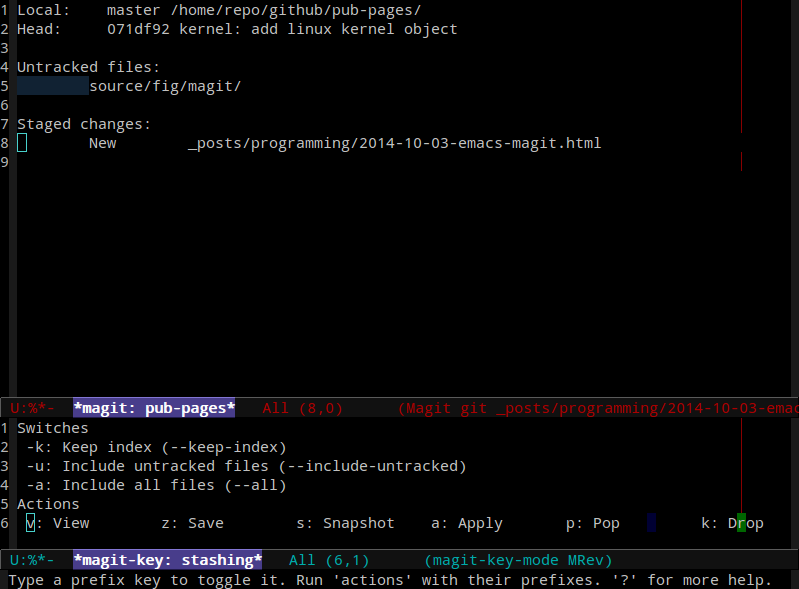 1 Local:    master /home/repo/github/pub-pages/
2 Head:     071df92 kernel: add linux kernel object
3
4 Untracked files:
5         source/fig/magit/
6
7 Staged changes:
8         New        _posts/programming/2014-10-03-emacs-magit.html
9
U:%*-  *magit: pub-pages*   All (8,0)      (Magit git _posts/programming/2014-10-03-emac
1 Switches
2  -k: Keep index (--keep-index)
3  -u: Include untracked files (--include-untracked)
4  -a: Include all files (--all)
5 Actions
6  v: View        z: Save        s: Snapshot    a: Apply       p: Pop         k: Drop
U:%*-  *magit-key: stashing*   All (6,1)      (magit-key-mode MRev)
Type a prefix key to toggle it. Run 'actions' with their prefixes. '?' for more help.